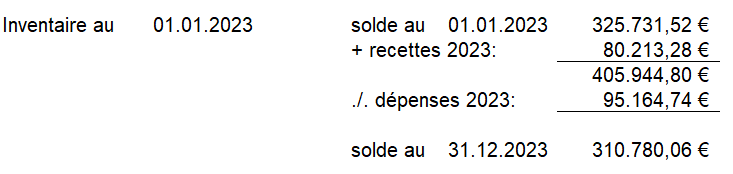 Inventaire au 01.01.2023 solde au 01.01.2023 325.731,52 €
+ recettes 2023: 80.213,28 €
405.944,80 €
./. dépenses 2023: 95.164,74 €
solde au 31.12.2023 310.780,06 €